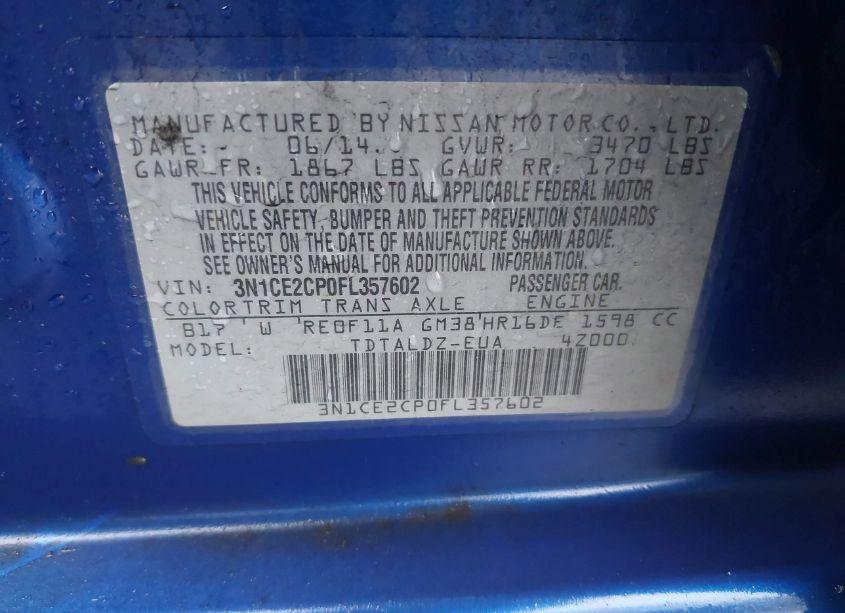 MANUFACTURED BY NISSAN MOTOR CO., LTD.
DATE: 06/14 GVWR: 3470 LBS
GAWR FR: 1867 LBS GAWR RR: 1704 LBS
THIS VEHICLE CONFORMS TO ALL APPLICABLE FEDERAL MOTOR
VEHICLE SAFETY, BUMPER AND THEFT PREVENTION STANDARDS
IN EFFECT ON THE DATE OF MANUFACTURE SHOWN ABOVE.
SEE OWNER'S MANUAL FOR ADDITIONAL INFORMATION.
VIN: 3N1CE2CP0FL357602 PASSENGER CAR.
COLOR TRIM TRANS AXLE ENGINE
B17 W RE0F11A GM38 HR16DE 1598 CC
MODEL: TDTALDZ-EUA 4Z000
3N1CE2CP0FL357602